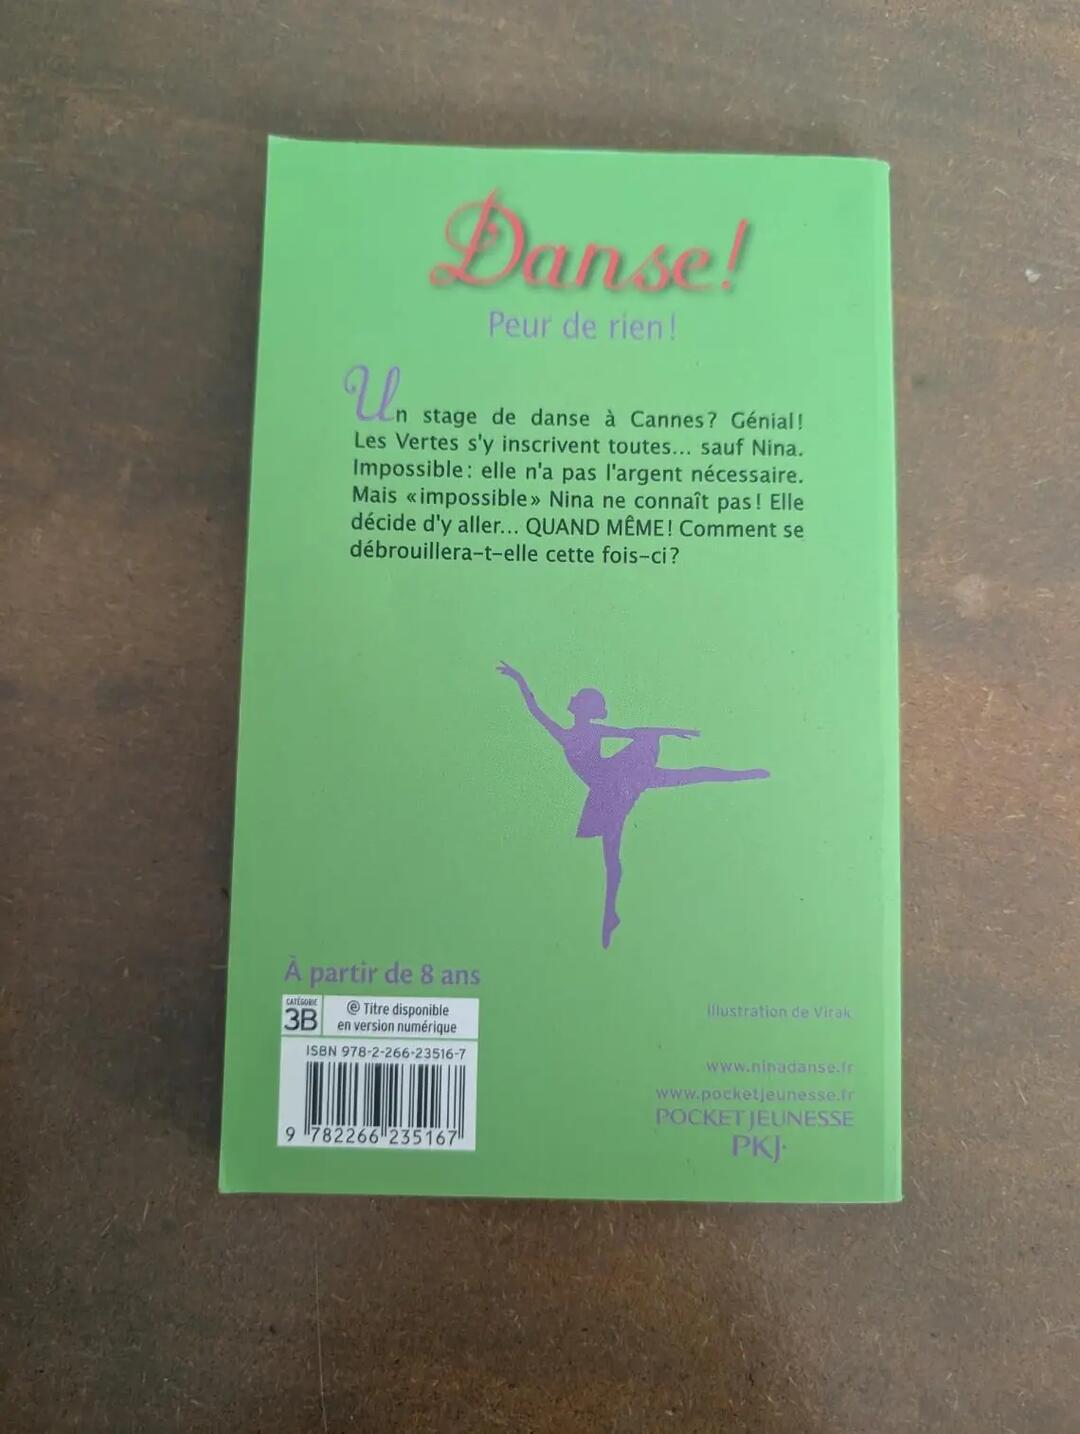 Danse!
Peur de rien!
Un stage de danse à Cannes? Génial!
Les Vertes s'y inscrivent toutes... sauf Nina.
Impossible: elle n'a pas l'argent nécessaire.
Mais «impossible» Nina ne connaît pas! Elle
décide d'y aller... QUAND MÊME! Comment se
débrouillera-t-elle cette fois-ci?
À partir de 8 ans
CATÉGORIE
3B
e Titre disponible
en version numérique
ISBN 978-2-266-23516-7
9 782266 235167
Illustration de Virak
www.ninadanse.fr
www.pocketjeunesse.fr
POCKET JEUNESSE
PKJ·